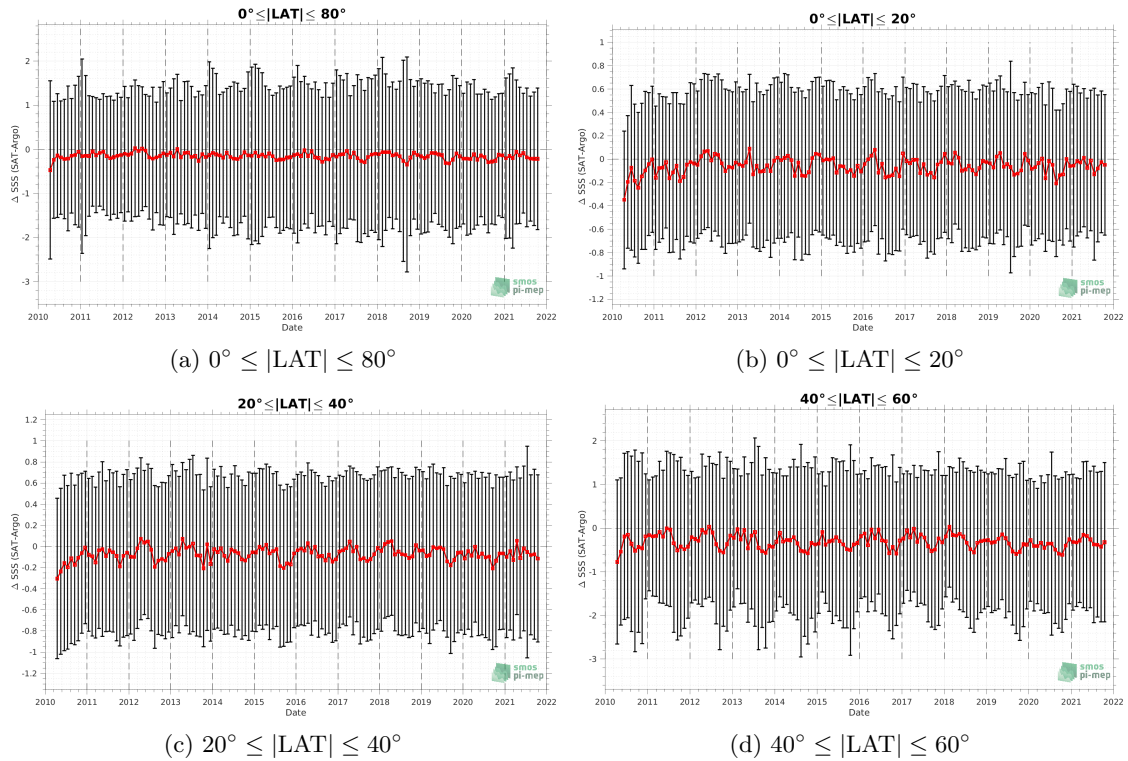 0°≤|LAT|≤ 80°
Δ SSS (SAT-Argo)
2
1
0
-1
-2
-3
2010 2011 2012 2013 2014 2015 2016 2017 2018 2019 2020 2021 2022
Date
smos
pi-mep
(a) 0° ≤ |LAT| ≤ 80°
0°≤|LAT|≤ 20°
Δ SSS (SAT-Argo)
1
0.8
0.6
0.4
0.2
0
-0.2
-0.4
-0.6
-0.8
-1
-1.2
2010 2011 2012 2013 2014 2015 2016 2017 2018 2019 2020 2021 2022
Date
smos
pi-mep
(b) 0° ≤ |LAT| ≤ 20°
20°≤|LAT|≤ 40°
Δ SSS (SAT-Argo)
1.2
1
0.8
0.6
0.4
0.2
0
-0.2
-0.4
-0.6
-0.8
-1
-1.2
2010 2011 2012 2013 2014 2015 2016 2017 2018 2019 2020 2021 2022
Date
smos
pi-mep
(c) 20° ≤ |LAT| ≤ 40°
40°≤|LAT|≤ 60°
Δ SSS (SAT-Argo)
2
1
0
-1
-2
-3
2010 2011 2012 2013 2014 2015 2016 2017 2018 2019 2020 2021 2022
Date
smos
pi-mep
(d) 40° ≤ |LAT| ≤ 60°